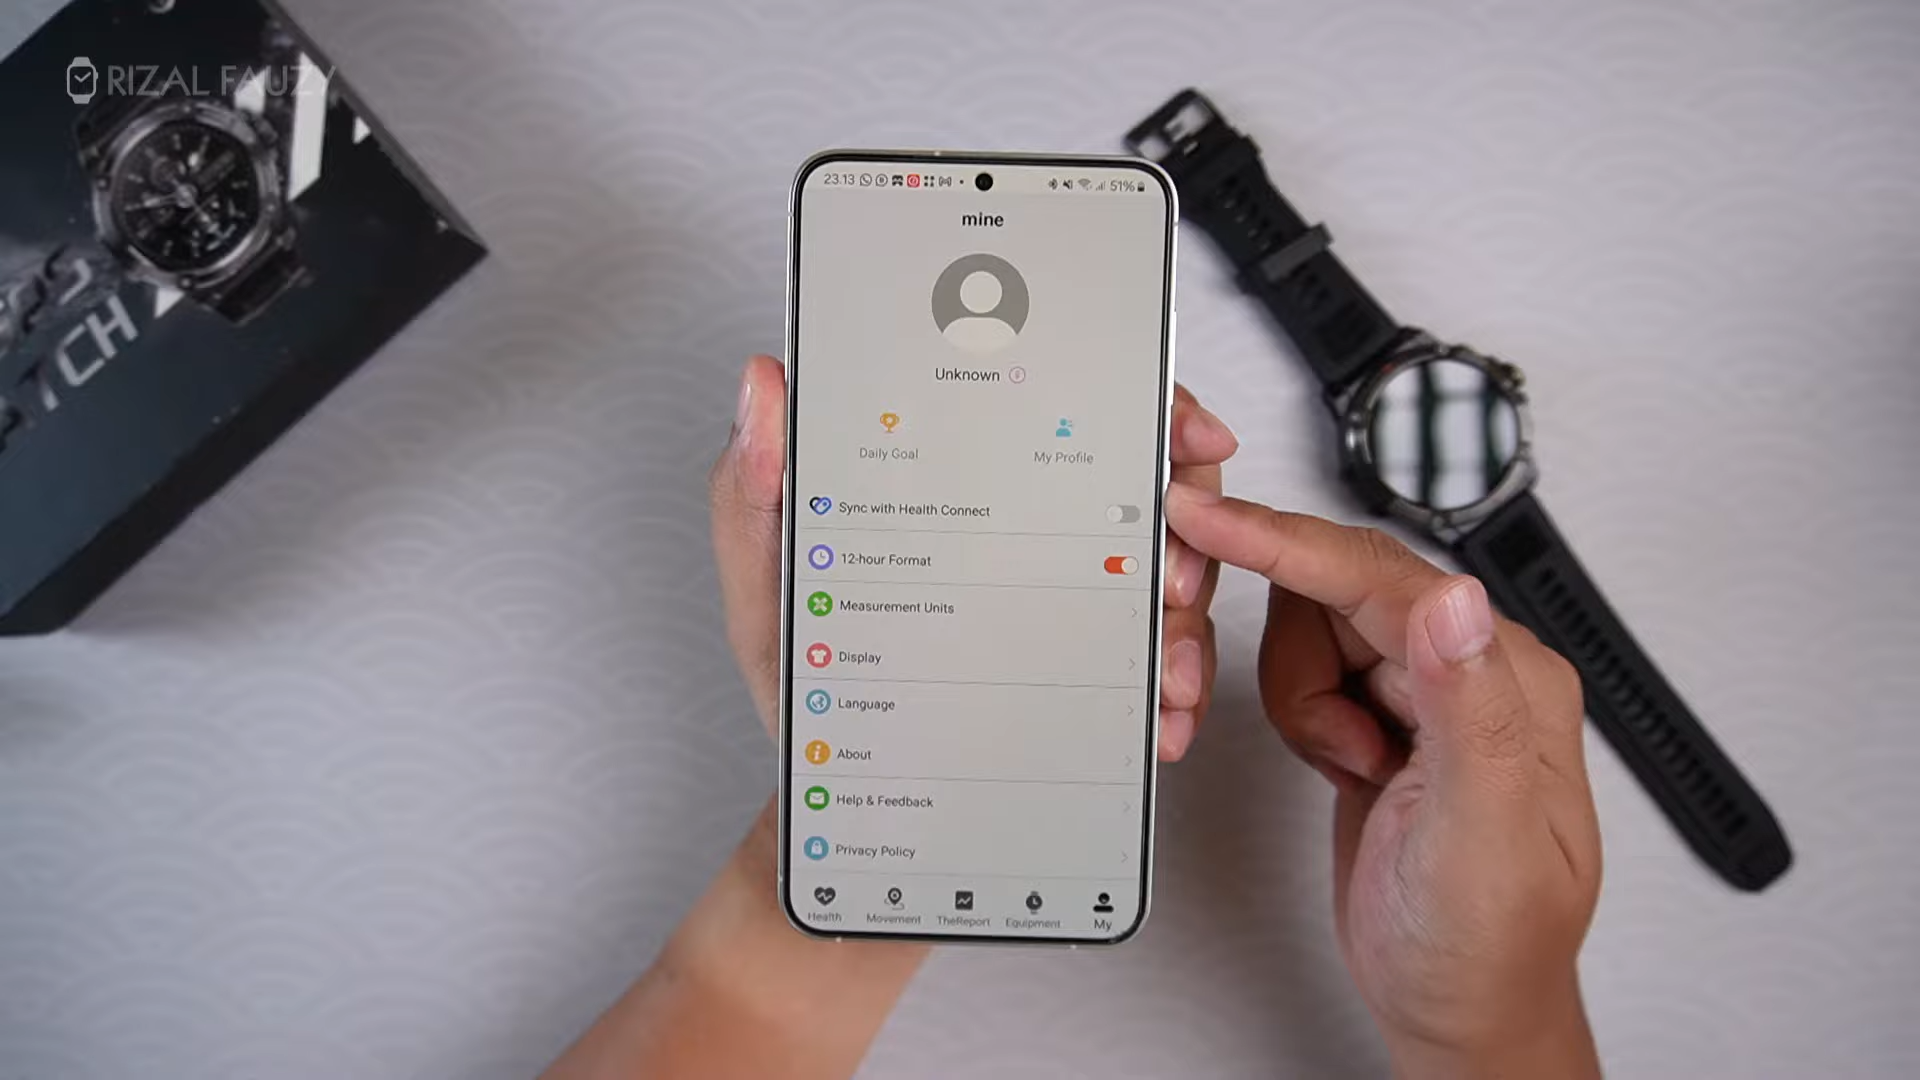 RIZAL FAUZY
23.13
51%
mine
Unknown
Daily Goal
My Profile
Sync with Health Connect
12-hour Format
Measurement Units
Display
Language
About
Help & Feedback
Privacy Policy
Health
Movement
TheReport
Equipment
My